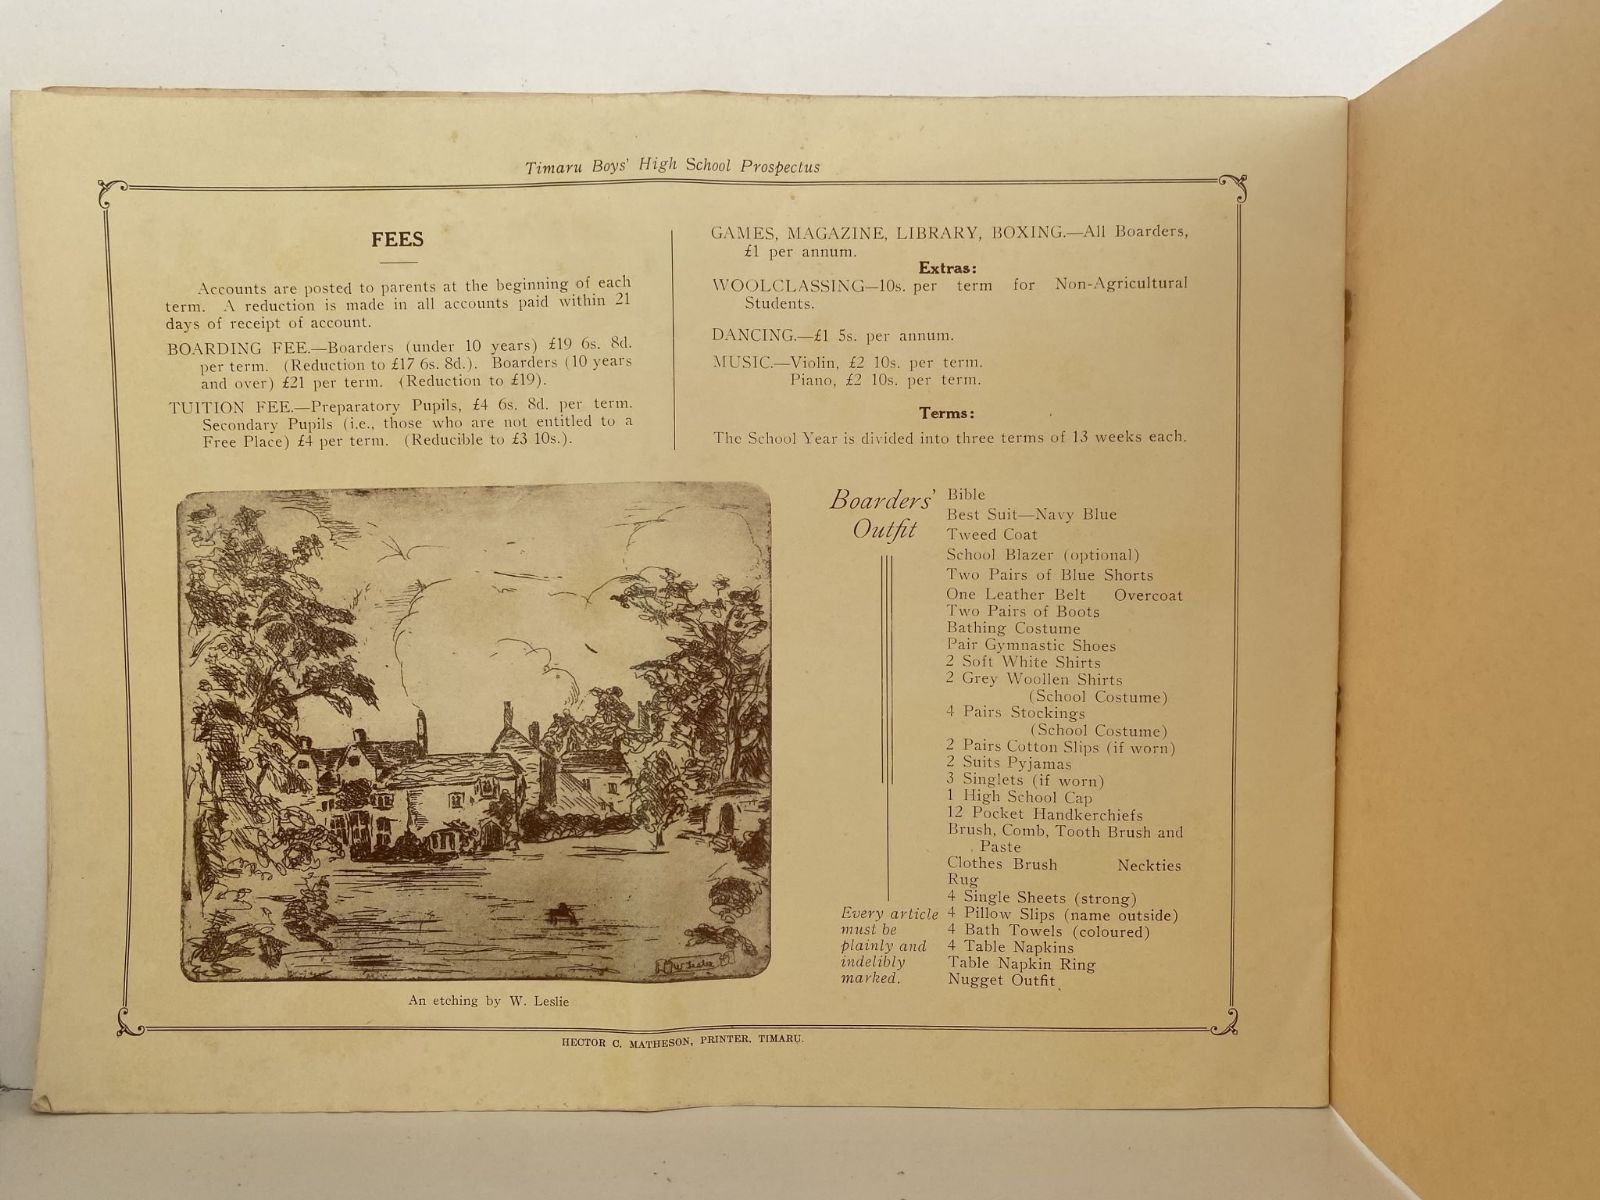 Timaru Boys' High School Prospectus
FEES
Accounts are posted to parents at the beginning of each
term. A reduction is made in all accounts paid within 21
days of receipt of account.
BOARDING FEE.—Boarders (under 10 years) £19 6s. 8d.
per term. (Reduction to £17 6s. 8d.). Boarders (10 years
and over) £21 per term. (Reduction to £19).
TUITION FEE.—Preparatory Pupils, £4 6s. 8d. per term.
Secondary Pupils (i.e., those who are not entitled to a
Free Place) £4 per term. (Reducible to £3 10s.).
GAMES, MAGAZINE, LIBRARY, BOXING.—All Boarders,
£1 per annum.
Extras:
WOOLCLASSING—10s. per term for Non-Agricultural
Students.
DANCING.—£1 5s. per annum.
MUSIC.—Violin, £2 10s. per term.
Piano, £2 10s. per term.
Terms:
The School Year is divided into three terms of 13 weeks each.
An etching by W. Leslie
Boarders'
Outfit
Bible
Best Suit—Navy Blue
Tweed Coat
School Blazer (optional)
Two Pairs of Blue Shorts
One Leather Belt Overcoat
Two Pairs of Boots
Bathing Costume
Pair Gymnastic Shoes
2 Soft White Shirts
2 Grey Woollen Shirts
(School Costume)
4 Pairs Stockings
(School Costume)
2 Pairs Cotton Slips (if worn)
2 Suits Pyjamas
3 Singlets (if worn)
1 High School Cap
12 Pocket Handkerchiefs
Brush, Comb, Tooth Brush and
Paste
Clothes Brush Neckties
Rug
4 Single Sheets (strong)
4 Pillow Slips (name outside)
4 Bath Towels (coloured)
4 Table Napkins
Table Napkin Ring
Nugget Outfit
Every article
must be
plainly and
indelibly
marked.
HECTOR C. MATHESON, PRINTER, TIMARU.